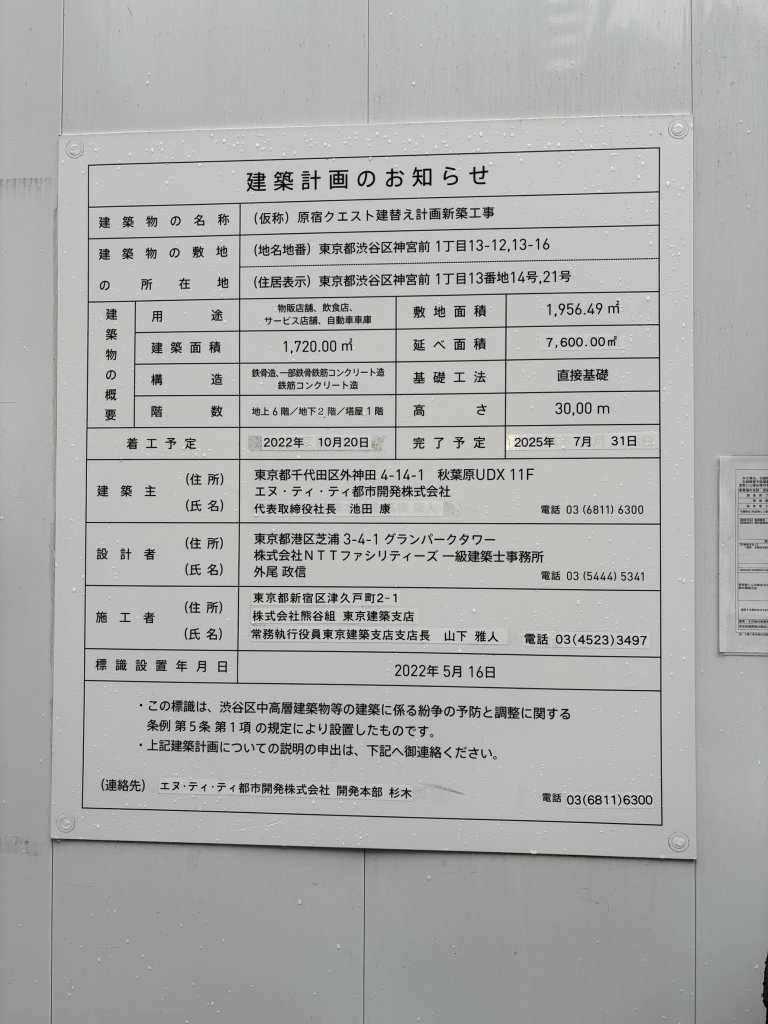 建築計画のお知らせ
建築物の名称 (仮称)原宿クエスト建替え計画新築工事
建築物の敷地の所在地 (地名地番)東京都渋谷区神宮前 1丁目13-12,13-16
(住居表示)東京都渋谷区神宮前 1丁目13番地14号,21号
建築物の概要
用途 物販店舗、飲食店、
サービス店舗、自動車車庫
敷地面積 1,956.49㎡
建築面積 1,720.00㎡ 延べ面積 7,600.00㎡
構造 鉄骨造、一部鉄骨鉄筋コンクリート造
鉄筋コンクリート造
基礎工法 直接基礎
階数 地上6階/地下2階/塔屋1階 高さ 30,00 m
着工予定 2022年 10月20日 完了予定 2025年 7月 31日
建築主 (住所) 東京都千代田区外神田 4-14-1 秋葉原UDX 11F
エヌ・ティ・ティ都市開発株式会社
(氏名) 代表取締役社長 池田 康 電話 03 (6811) 6300
設計者 (住所) 東京都港区芝浦 3-4-1 グランパークタワー
株式会社NTTファシリティーズ 一級建築士事務所
(氏名) 外尾 政信 電話 03 (5444) 5341
施工者 (住所) 東京都新宿区津久戸町2-1
株式会社熊谷組 東京建築支店
(氏名) 常務執行役員東京建築支店支店長 山下 雅人 電話 03(4523)3497
標識設置年月日 2022年 5月 16日
・この標識は、渋谷区中高層建築物等の建築に係る紛争の予防と調整に関する
条例 第5条 第1項 の規定により設置したものです。
・上記建築計画についての説明の申出は、下記へ御連絡ください。
(連絡先) エヌ・ティ・ティ都市開発株式会社 開発本部 杉木 電話 03(6811)6300